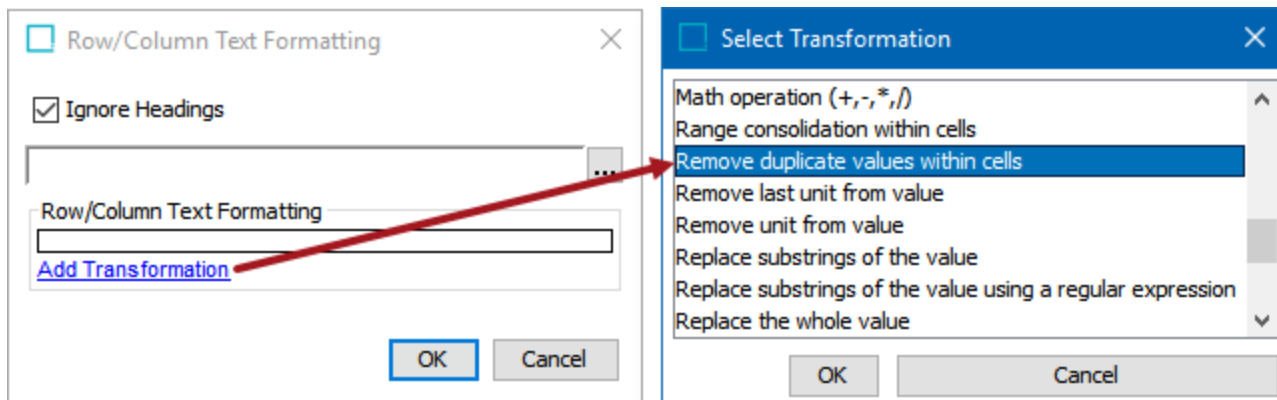 Row/Column Text Formatting
Ignore Headings
...
Row/Column Text Formatting
Add Transformation
OK
Cancel
Select Transformation
Math operation (+,-,*,/)
Range consolidation within cells
Remove duplicate values within cells
Remove last unit from value
Remove unit from value
Replace substrings of the value
Replace substrings of the value using a regular expression
Replace the whole value
OK
Cancel